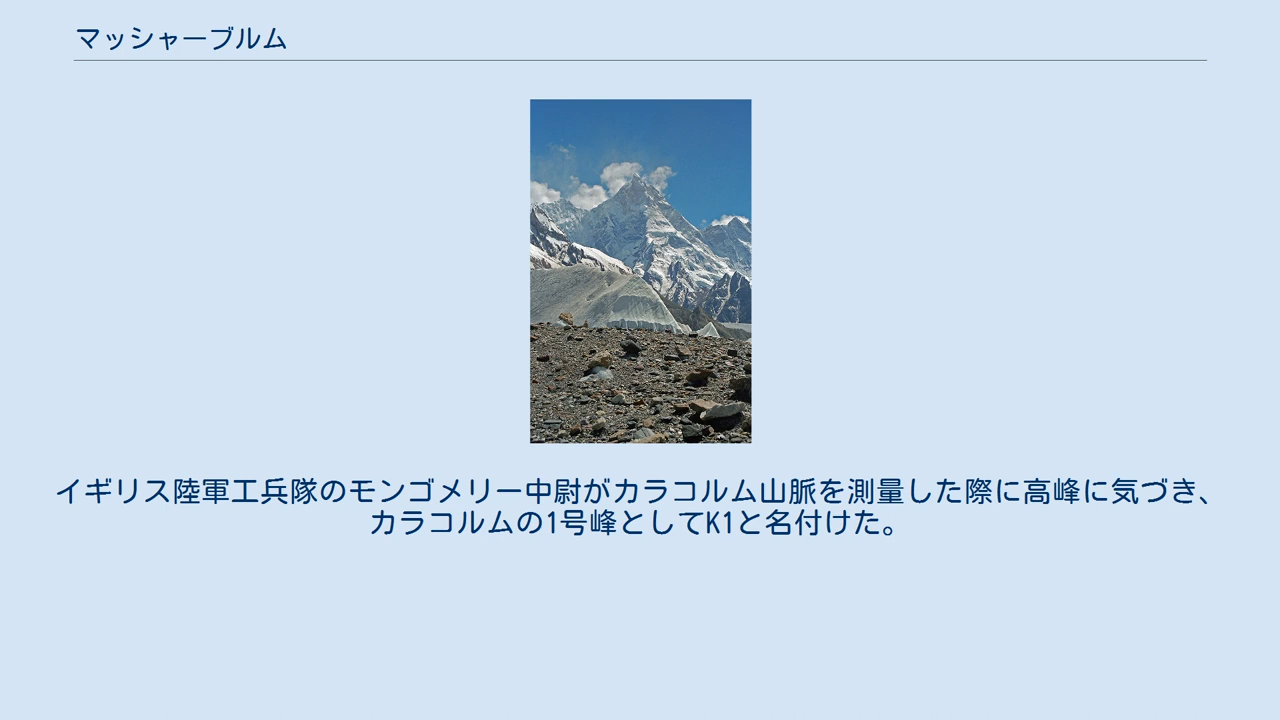 マッシャーブルム
イギリス陸軍工兵隊のモンゴメリー中尉がカラコルム山脈を測量した際に高峰に気づき、
カラコルムの1号峰としてK1と名付けた。